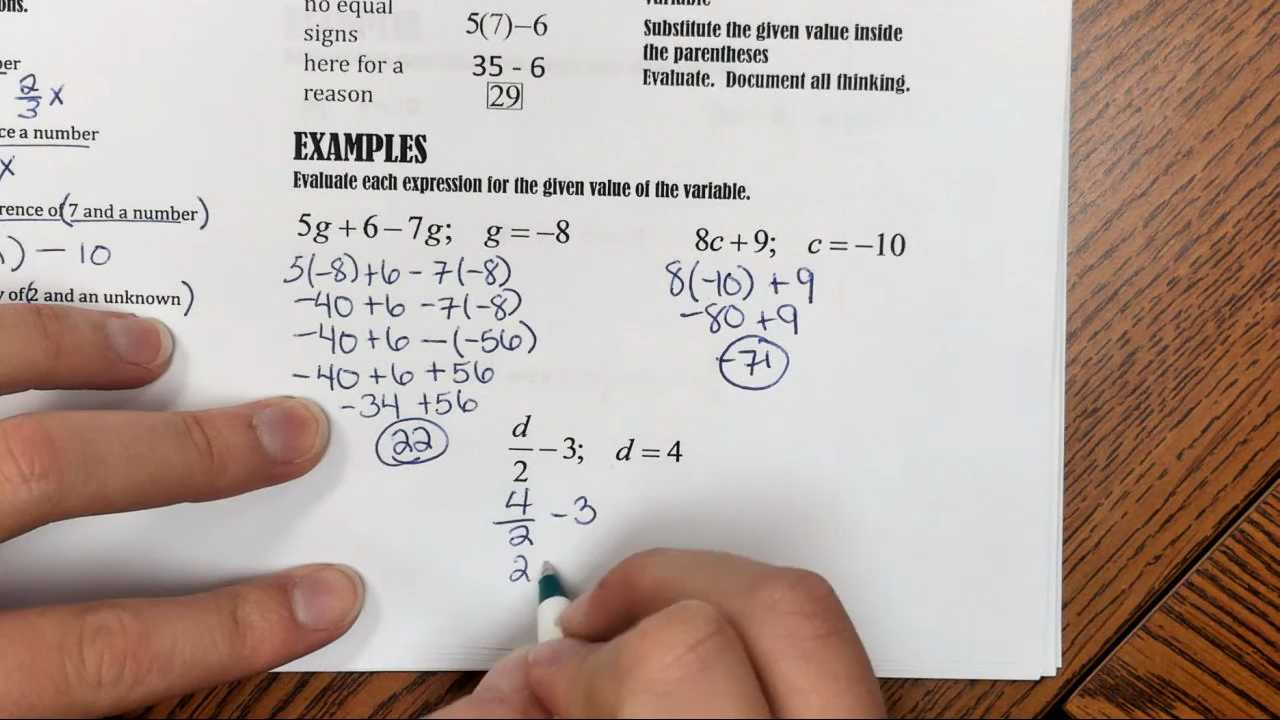 ons.
er
2/3 x
ce a number
x
rence of (7 and a number)
) - 10
y of (2 and an unknown)
no equal
signs
here for a
reason
5(7)-6
35 - 6
29
Substitute the given value inside
the parentheses
Evaluate. Document all thinking.
EXAMPLES
Evaluate each expression for the given value of the variable.
5g + 6 - 7g; g = -8
5(-8) + 6 - 7(-8)
-40 + 6 - 7(-8)
-40 + 6 - (-56)
-40 + 6 + 56
-34 + 56
22
8c + 9; c = -10
8(-10) + 9
-80 + 9
-71
d/2 - 3; d = 4
4/2 - 3
2